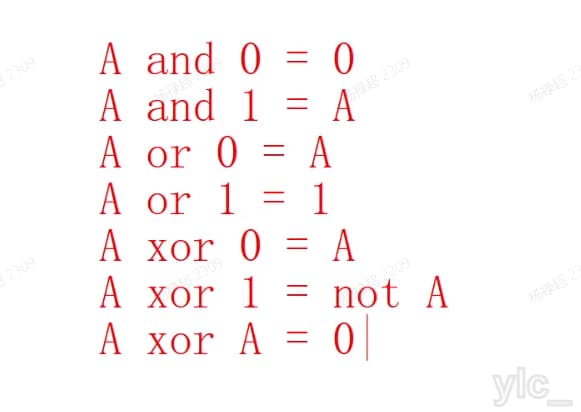 A and 0 = 0
A and 1 = A
A or 0 = A
A or 1 = 1
A xor 0 = A
A xor 1 = not A
A xor A = 0
ylc_